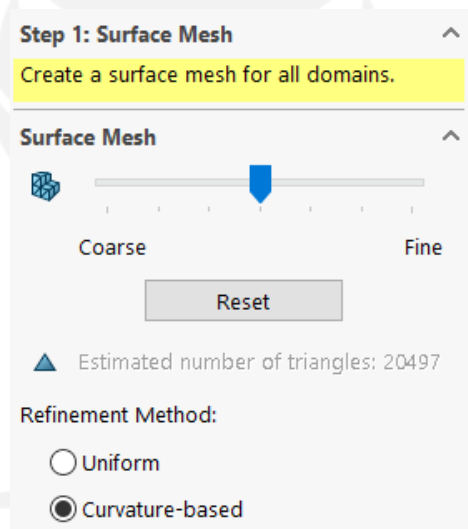 Step 1: Surface Mesh
Create a surface mesh for all domains.
Surface Mesh
Coarse Fine
Reset
Estimated number of triangles: 20497
Refinement Method:
Uniform
Curvature-based